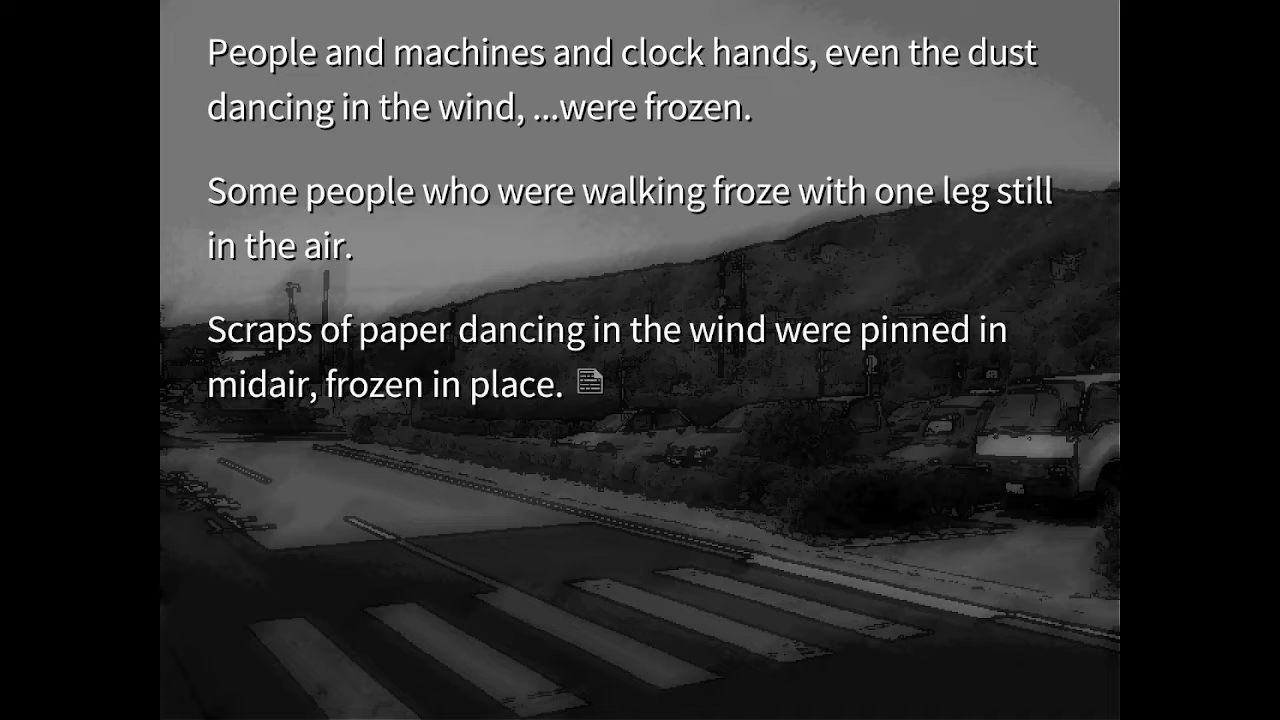 People and machines and clock hands, even the dust
dancing in the wind, ...were frozen.
Some people who were walking froze with one leg still
in the air.
Scraps of paper dancing in the wind were pinned in
midair, frozen in place.